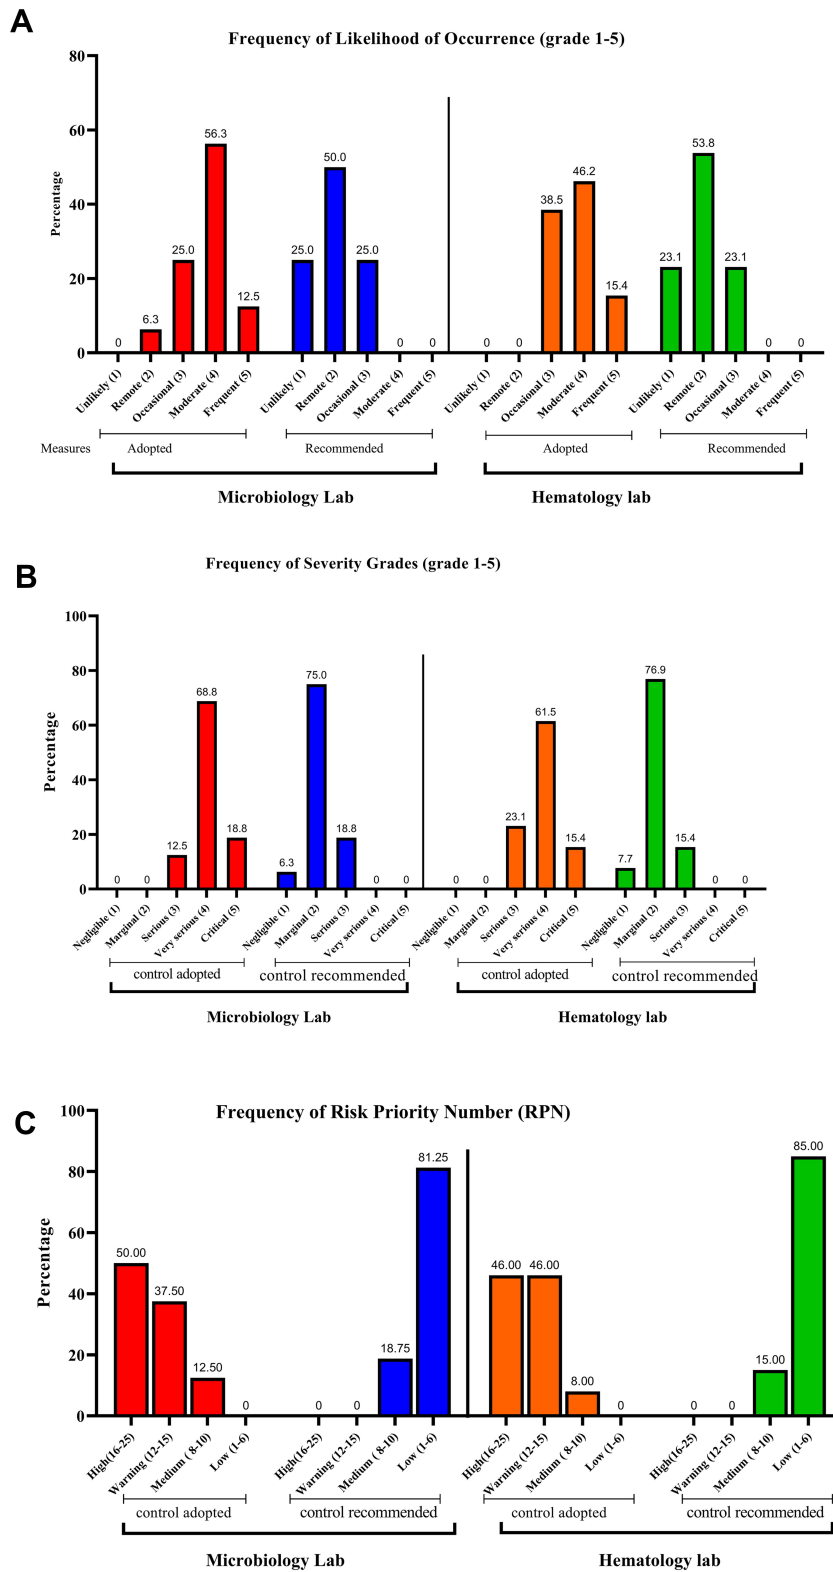 A
Frequency of Likelihood of Occurrence (grade 1-5)
Percentage
80
60
40
20
0
0
6.3
25.0
56.3
12.5
25.0
50.0
25.0
0
0
0
0
38.5
46.2
15.4
23.1
53.8
23.1
0
0
Unlikely (1)
Remote (2)
Occasional (3)
Moderate (4)
Frequent (5)
Unlikely (1)
Remote (2)
Occasional (3)
Moderate (4)
Frequent (5)
Unlikely (1)
Remote (2)
Occasional (3)
Moderate (4)
Frequent (5)
Unlikely (1)
Remote (2)
Occasional (3)
Moderate (4)
Frequent (5)
Measures Adopted Recommended Adopted Recommended
Microbiology Lab Hematology lab
B
Frequency of Severity Grades (grade 1-5)
Percentage
100
80
60
40
20
0
0
0
12.5
68.8
18.8
6.3
75.0
18.8
0
0
0
0
23.1
61.5
15.4
7.7
76.9
15.4
0
0
Negligible (1)
Marginal (2)
Serious (3)
Very serious (4)
Critical (5)
Negligible (1)
Marginal (2)
Serious (3)
Very serious (4)
Critical (5)
Negligible (1)
Marginal (2)
Serious (3)
Very serious (4)
Critical (5)
Negligible (1)
Marginal (2)
Serious (3)
Very serious (4)
Critical (5)
control adopted control recommended control adopted control recommended
Microbiology Lab Hematology lab
C
Frequency of Risk Priority Number (RPN)
Percentage
100
80
60
40
20
0
50.00
37.50
12.50
0
0
0
18.75
81.25
46.00
46.00
8.00
0
0
0
15.00
85.00
High(16-25)
Warning (12-15)
Medium ( 8-10)
Low (1-6)
High(16-25)
Warning (12-15)
Medium ( 8-10)
Low (1-6)
High(16-25)
Warning (12-15)
Medium ( 8-10)
Low (1-6)
High(16-25)
Warning (12-15)
Medium ( 8-10)
Low (1-6)
control adopted control recommended control adopted control recommended
Microbiology Lab Hematology lab